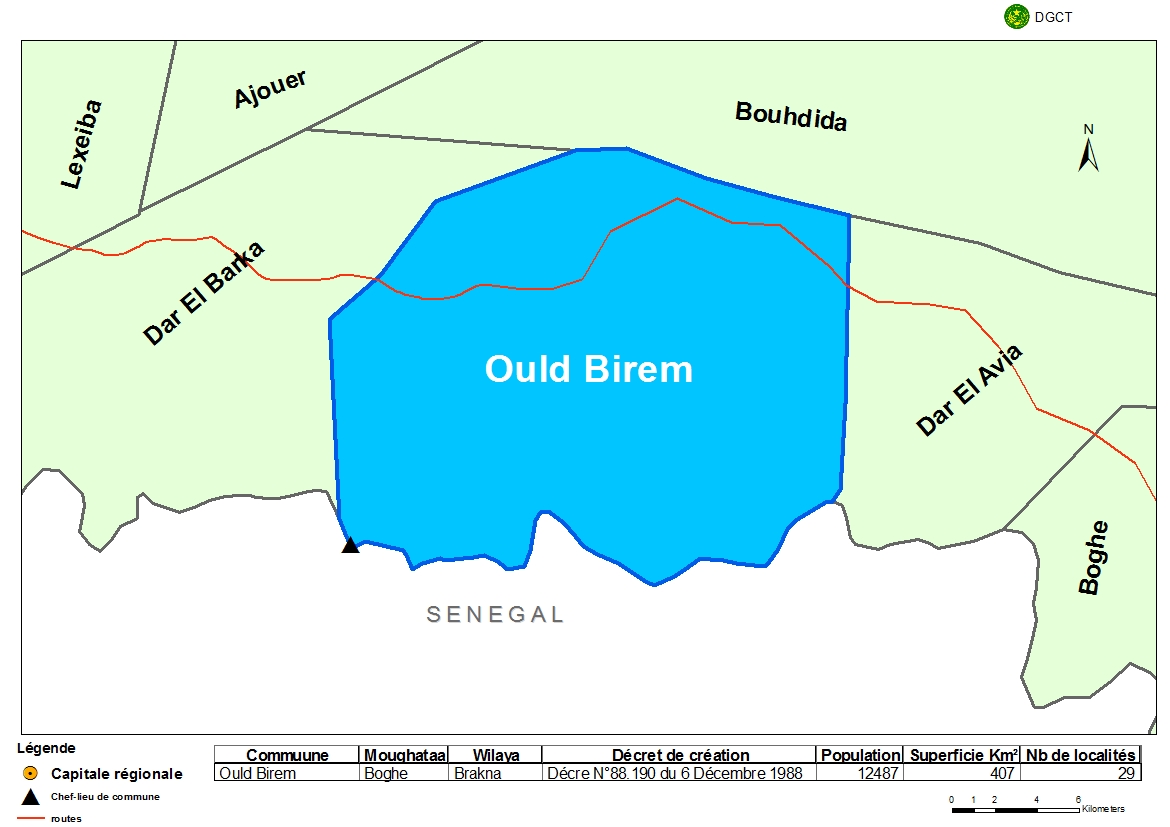 DGCT
Ajouer
Lexeiba
Bouhdida
N
Dar El Barka
Ould Birem
Dar El Avia
Boghe
SENEGAL
Légende
Capitale régionale
Chef-lieu de commune
routes
Commuune Moughataa Wilaya Décret de création Population Superficie Km² Nb de localités
Ould Birem Boghe Brakna Décre N°88.190 du 6 Décembre 1988 12487 407 29
0 1 2 4 6
Kilometers